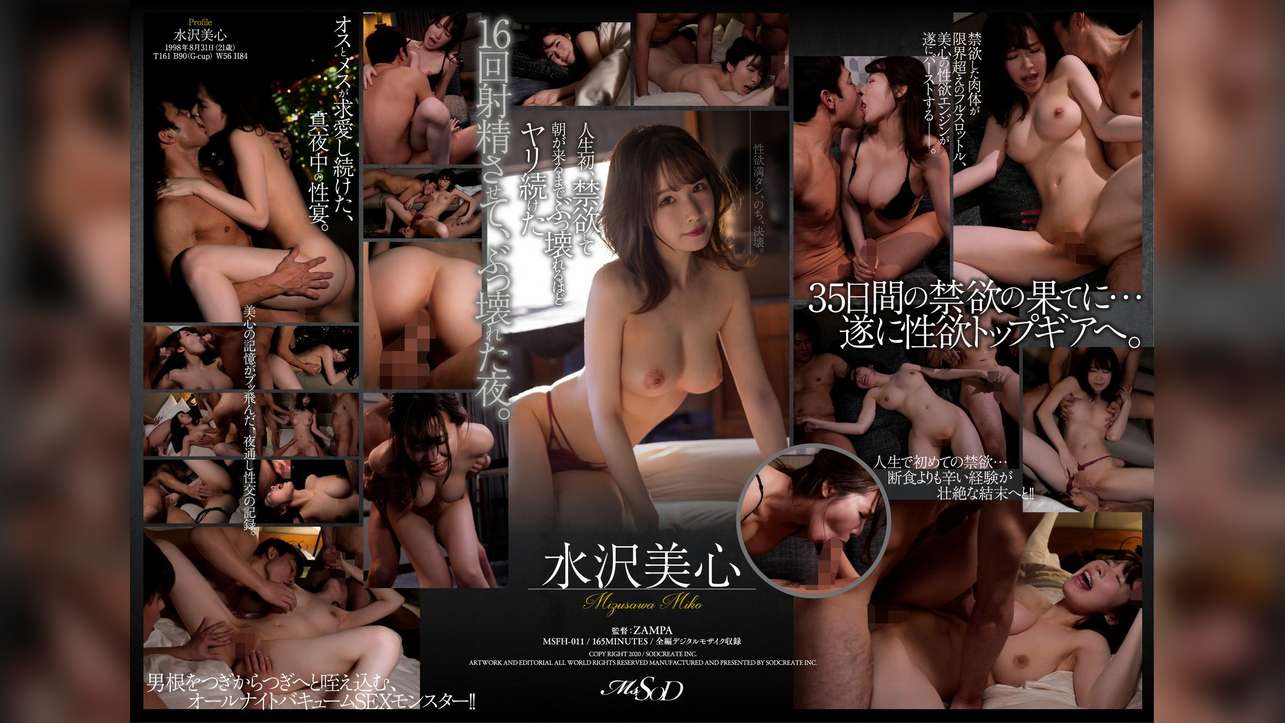 Profile
水沢美心
1998年8月31日(21歳)
T161 B90(G-cup) W56 H84
オスとメスが求愛し続けた、
真夜中の性宴。
美心の記憶がブッ飛んだ、夜通し性交の記録。
男根をつぎからつぎへと咥え込む、
オールナイトバキュームSEXモンスター!!
16回射精させて、ぶっ壊れた夜。
人生初、禁欲して
朝が来るまでぶっ壊れるほど
ヤリ続けた
性欲満タン、のち、決壊。
禁欲した肉体が
限界超えのフルスロットル、
美心の性欲エンジンが
遂にバーストする――。
35日間の禁欲の果てに…
遂に性欲トップギアへ。
人生で初めての禁欲…
断食よりも辛い経験が
壮絶な結末へと!!
水沢美心
Mizusawa Miko
監督:ZAMPA
MSFH-011 / 165MINUTES / 全編デジタルモザイク収録
COPY RIGHT 2020 / SODCREATE INC.
ARTWORK AND EDITORIAL ALL WORLD RIGHTS RESERVED MANUFACTURED AND PRESENTED BY SODCREATE INC.
Ms SOD